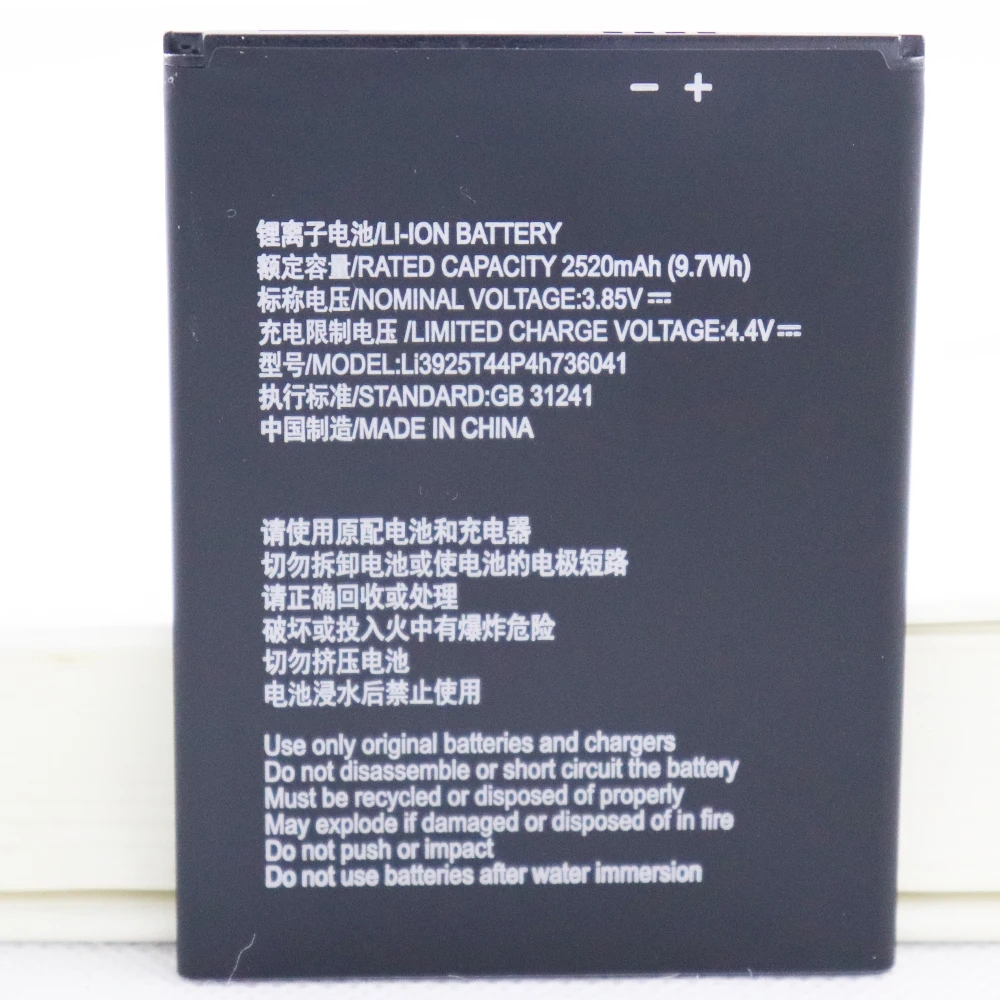 − +
锂离子电池/LI-ION BATTERY
额定容量/RATED CAPACITY 2520mAh (9.7Wh)
标称电压/NOMINAL VOLTAGE:3.85V⎓
充电限制电压 /LIMITED CHARGE VOLTAGE:4.4V⎓
型号/MODEL:Li3925T44P4h736041
执行标准/STANDARD:GB 31241
中国制造/MADE IN CHINA
请使用原配电池和充电器
切勿拆卸电池或使电池的电极短路
请正确回收或处理
破坏或投入火中有爆炸危险
切勿挤压电池
电池浸水后禁止使用
Use only original batteries and chargers
Do not disassemble or short circuit the battery
Must be recycled or disposed of properly
May explode if damaged or disposed of in fire
Do not push or impact
Do not use batteries after water immersion